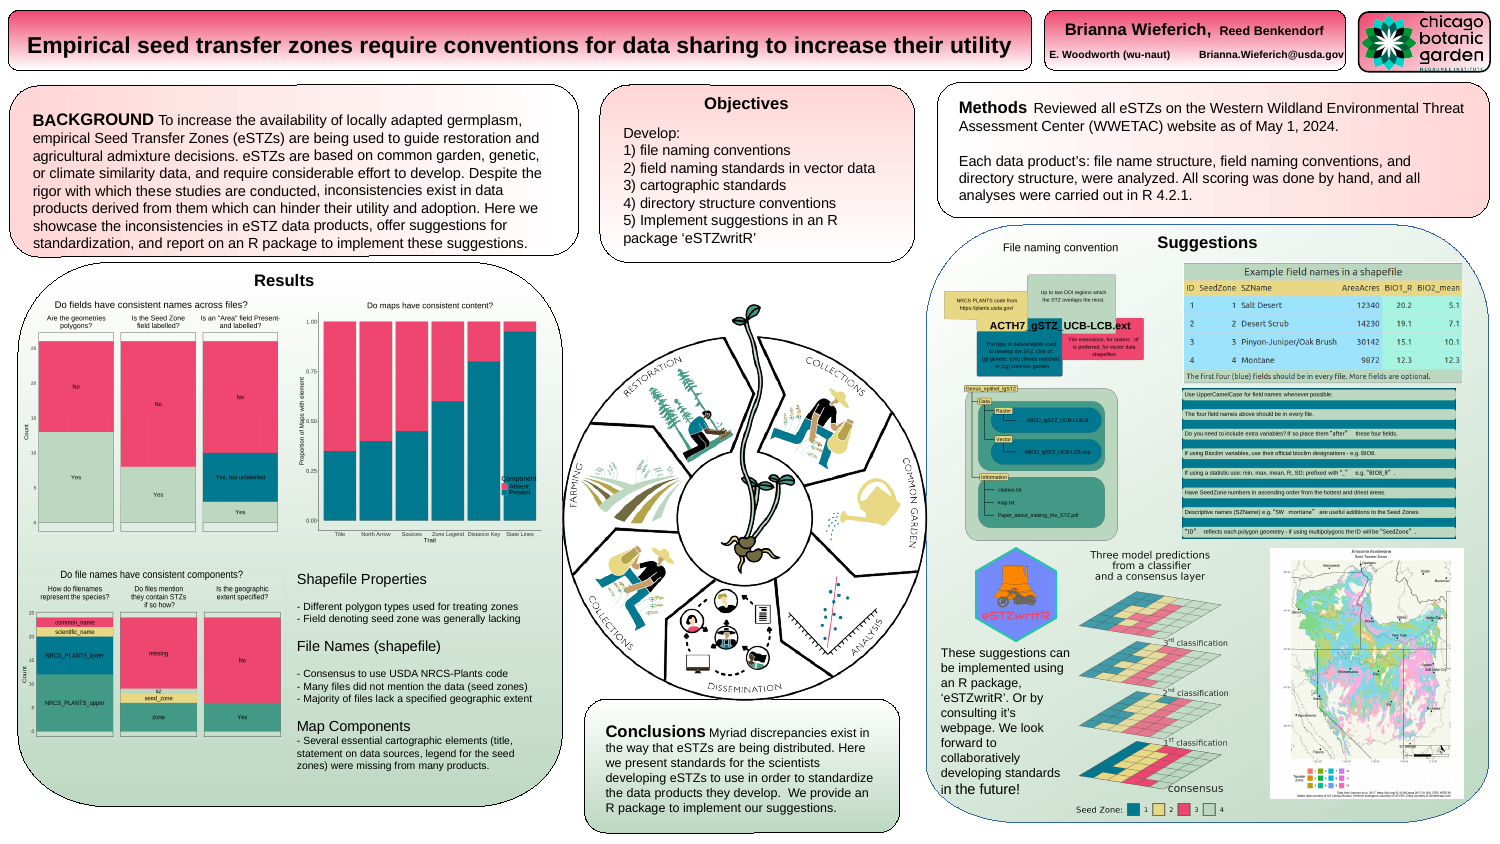 Empirical seed transfer zones require conventions for data sharing to increase their utility
Brianna Wieferich, Reed Benkendorf
E. Woodworth (wu-naut) Brianna.Wieferich@usda.gov
chicago
botanic
garden
NEGAUNEE INSTITUTE
BACKGROUND To increase the availability of locally adapted germplasm,
empirical Seed Transfer Zones (eSTZs) are being used to guide restoration and
agricultural admixture decisions. eSTZs are based on common garden, genetic,
or climate similarity data, and require considerable effort to develop. Despite the
rigor with which these studies are conducted, inconsistencies exist in data
products derived from them which can hinder their utility and adoption. Here we
showcase the inconsistencies in eSTZ data products, offer suggestions for
standardization, and report on an R package to implement these suggestions.
Objectives
Develop:
1) file naming conventions
2) field naming standards in vector data
3) cartographic standards
4) directory structure conventions
5) Implement suggestions in an R
package ‘eSTZwritR’
Methods Reviewed all eSTZs on the Western Wildland Environmental Threat
Assessment Center (WWETAC) website as of May 1, 2024.
Each data product's: file name structure, field naming conventions, and
directory structure, were analyzed. All scoring was done by hand, and all
analyses were carried out in R 4.2.1.
Results
Do fields have consistent names across files?
Are the geometries
polygons?
Is the Seed Zone
field labelled?
Is an "Area" field Present-
and labelled?
Count
25
20
15
10
5
0
No
Yes
No
Yes
No
Yes, but unlabelled
Yes
Do maps have consistent content?
Proportion of Maps with element
1.00
0.75
0.50
0.25
0.00
Component
Absent
Present
Title North Arrow Sources Zone Legend Distance Key State Lines
Trait
Do file names have consistent components?
How do filenames
represent the species?
Do files mention
they contain STZs
if so how?
Is the geographic
extent specified?
Count
25
20
15
10
5
0
common_name
scientific_name
NRCS_PLANTS_lower
NRCS_PLANTS_upper
missing
sz
seed_zone
zone
No
Yes
Shapefile Properties
- Different polygon types used for treating zones
- Field denoting seed zone was generally lacking
File Names (shapefile)
- Consensus to use USDA NRCS-Plants code
- Many files did not mention the data (seed zones)
- Majority of files lack a specified geographic extent
Map Components
- Several essential cartographic elements (title,
statement on data sources, legend for the seed
zones) were missing from many products.
RESTORATION
COLLECTIONS
COMMON GARDEN
ANALYSIS
DISSEMINATION
COLLECTIONS
FARMING
Conclusions Myriad discrepancies exist in
the way that eSTZs are being distributed. Here
we present standards for the scientists
developing eSTZs to use in order to standardize
the data products they develop. We provide an
R package to implement our suggestions.
Suggestions
File naming convention
NRCS PLANTS code from
https://plants.usda.gov/
Up to two DOI regions which
the STZ overlaps the most.
ACTH7_gSTZ_UCB-LCB.ext
The type of data/analysis used
to develop the STZ. One of:
(g) genetic, (cm) climate matched
or (cg) common garden
File extensions, for rasters '.tif'
is preferred, for vector data
shapefiles.
Genus_epithet_tgSTZ
Data
Raster
ABCD_tgSTZ_UCB-LCB.tif
Vector
ABCD_tgSTZ_UCB-LCB.shp
Information
citation.txt
map.txt
Paper_about_making_the_STZ.pdf
Example field names in a shapefile
ID SeedZone SZName AreaAcres BIO1_R BIO2_mean
1 1 Salt Desert 12340 20.2 5.1
2 2 Desert Scrub 14230 19.1 7.1
3 3 Pinyon-Juniper/Oak Brush 30142 15.1 10.1
4 4 Montane 9872 12.3 12.3
The first four (blue) fields should be in every file. More fields are optional.
Use UpperCamelCase for field names whenever possible.
The four field names above should be in every file.
Do you need to include extra variables? If so place them "after" these four fields.
If using Bioclim variables, use their official bioclim designations - e.g. BIO8.
If using a statistic use: min, max, mean, R, SD; prefixed with "_" e.g. "BIO8_R" .
Have SeedZone numbers in ascending order from the hottest and driest areas.
Descriptive names (SZName) e.g. "SW montane" are useful additions to the Seed Zones.
"ID" reflects each polygon geometry - if using multipolygons the ID will be "SeedZone" .
eSTZwritR
These suggestions can
be implemented using
an R package,
‘eSTZwritR’. Or by
consulting it's
webpage. We look
forward to
collaboratively
developing standards
in the future!
Three model predictions
from a classifier
and a consensus layer
3rd classification
2nd classification
1st classification
consensus
Seed Zone: 1 2 3 4
Seed Transfer Zones